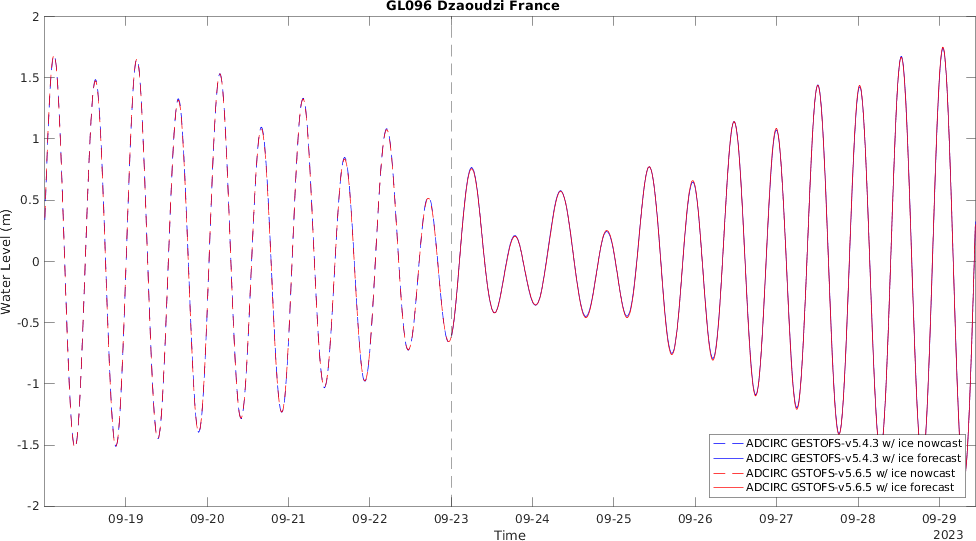 GL096 Dzaoudzi France
2
1.5
1
0.5
0
-0.5
-1
-1.5
-2
Water Level (m)
ADCIRC GESTOFS-v5.4.3 w/ ice nowcast
ADCIRC GESTOFS-v5.4.3 w/ ice forecast
ADCIRC GSTOFS-v5.6.5 w/ ice nowcast
ADCIRC GSTOFS-v5.6.5 w/ ice forecast
09-19 09-20 09-21 09-22 09-23 09-24 09-25 09-26 09-27 09-28 09-29
2023
Time